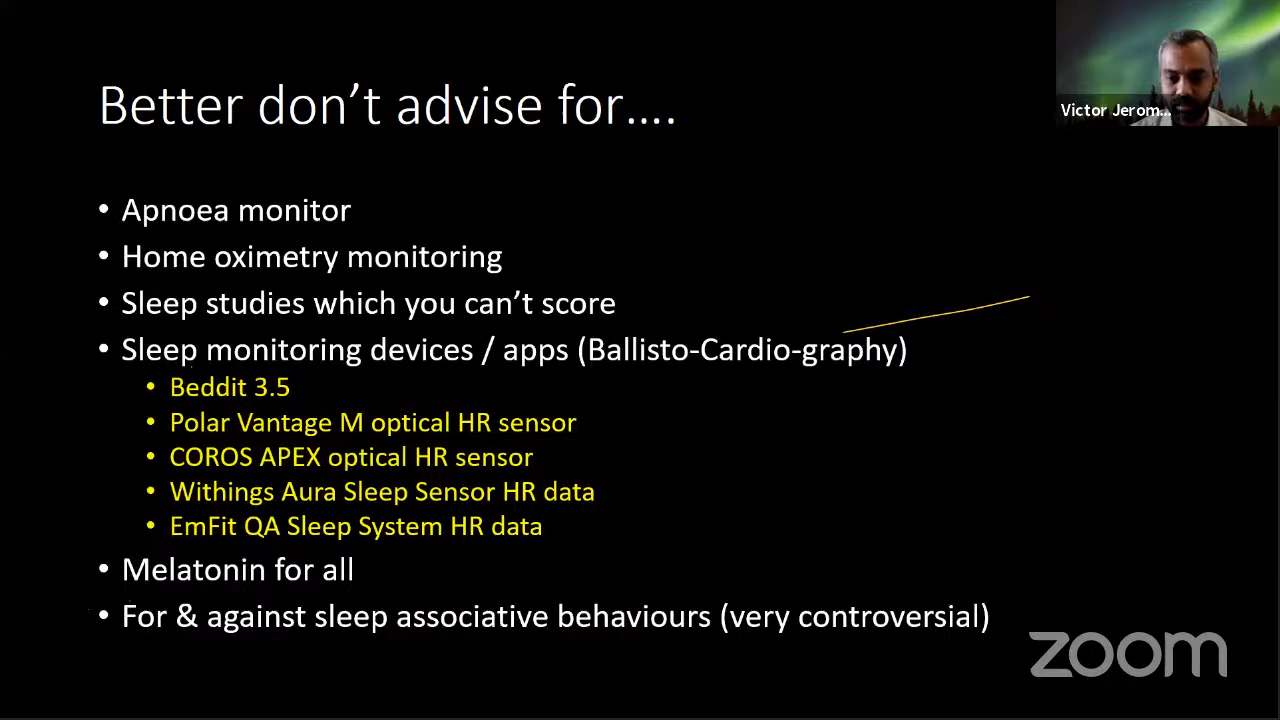 Better don’t advise for….
Victor Jerom...
• Apnoea monitor
• Home oximetry monitoring
• Sleep studies which you can’t score
• Sleep monitoring devices / apps (Ballisto-Cardio-graphy)
• Beddit 3.5
• Polar Vantage M optical HR sensor
• COROS APEX optical HR sensor
• Withings Aura Sleep Sensor HR data
• EmFit QA Sleep System HR data
• Melatonin for all
• For & against sleep associative behaviours (very controversial)
zoom